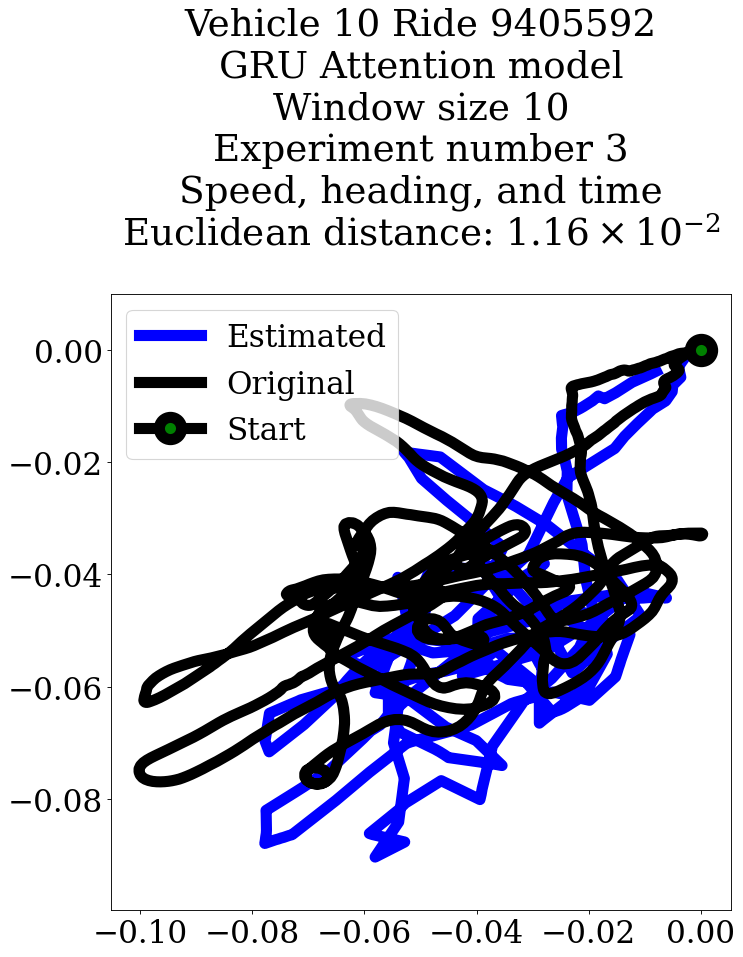 Vehicle 10 Ride 9405592
GRU Attention model
Window size 10
Experiment number 3
Speed, heading, and time
Euclidean distance: 1.16 × 10⁻²
Estimated
Original
Start
0.00
−0.02
−0.04
−0.06
−0.08
−0.10 −0.08 −0.06 −0.04 −0.02 0.00